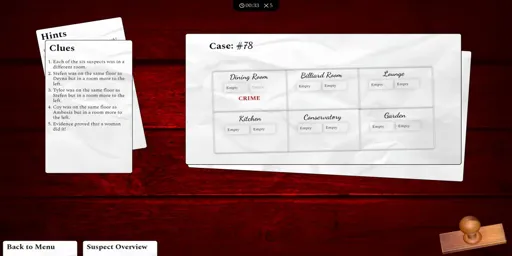 00:33 5
Hints
Clues
1. Each of the six suspects was in a
different room.
2. Stefan was on the same floor as
Dayna but in a room more to the
left.
3. Tyler was on the same floor as
Stefan but in a room more to the
left.
4. Coy was on the same floor as
Ambrosia but in a room more to
the left.
5. Evidence proved that a woman
did it!
Case: #78
Dining Room
Billiard Room
Lounge
Empty
Empty Empty
Empty Empty
CRIME
Kitchen
Conservatory
Garden
Empty Empty
Empty Empty
Empty Empty
Back to Menu
Suspect Overview